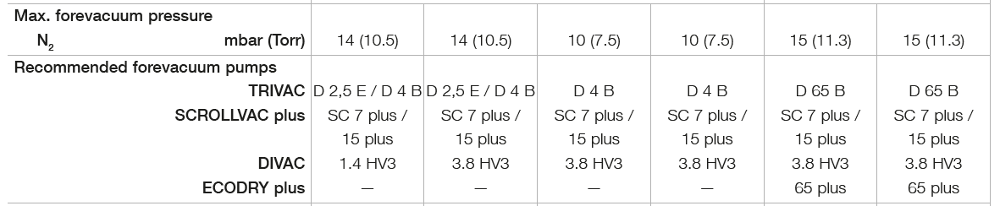 Max. forevacuum pressure
N2 mbar (Torr) 14 (10.5) 14 (10.5) 10 (7.5) 10 (7.5) 15 (11.3) 15 (11.3)
Recommended forevacuum pumps
TRIVAC D 2,5 E / D 4 B D 2,5 E / D 4 B D 4 B D 4 B D 65 B D 65 B
SCROLLVAC plus SC 7 plus / SC 7 plus / SC 7 plus / SC 7 plus / SC 7 plus / SC 7 plus /
15 plus 15 plus 15 plus 15 plus 15 plus 15 plus
DIVAC 1.4 HV3 3.8 HV3 3.8 HV3 3.8 HV3 3.8 HV3 3.8 HV3
ECODRY plus — — — — 65 plus 65 plus